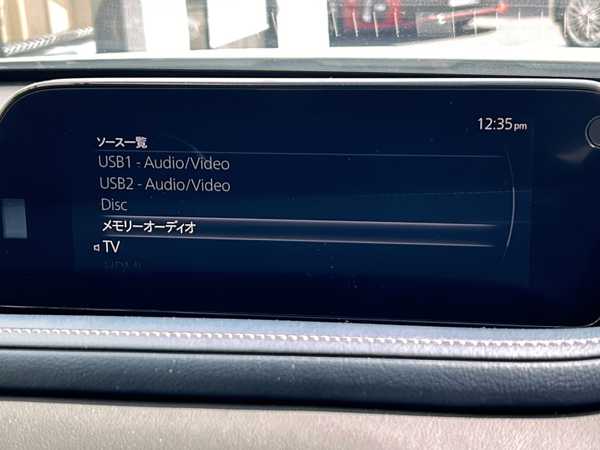 12:35pm
ソース一覧
USB1 - Audio/Video
USB2 - Audio/Video
Disc
メモリーオーディオ
TV